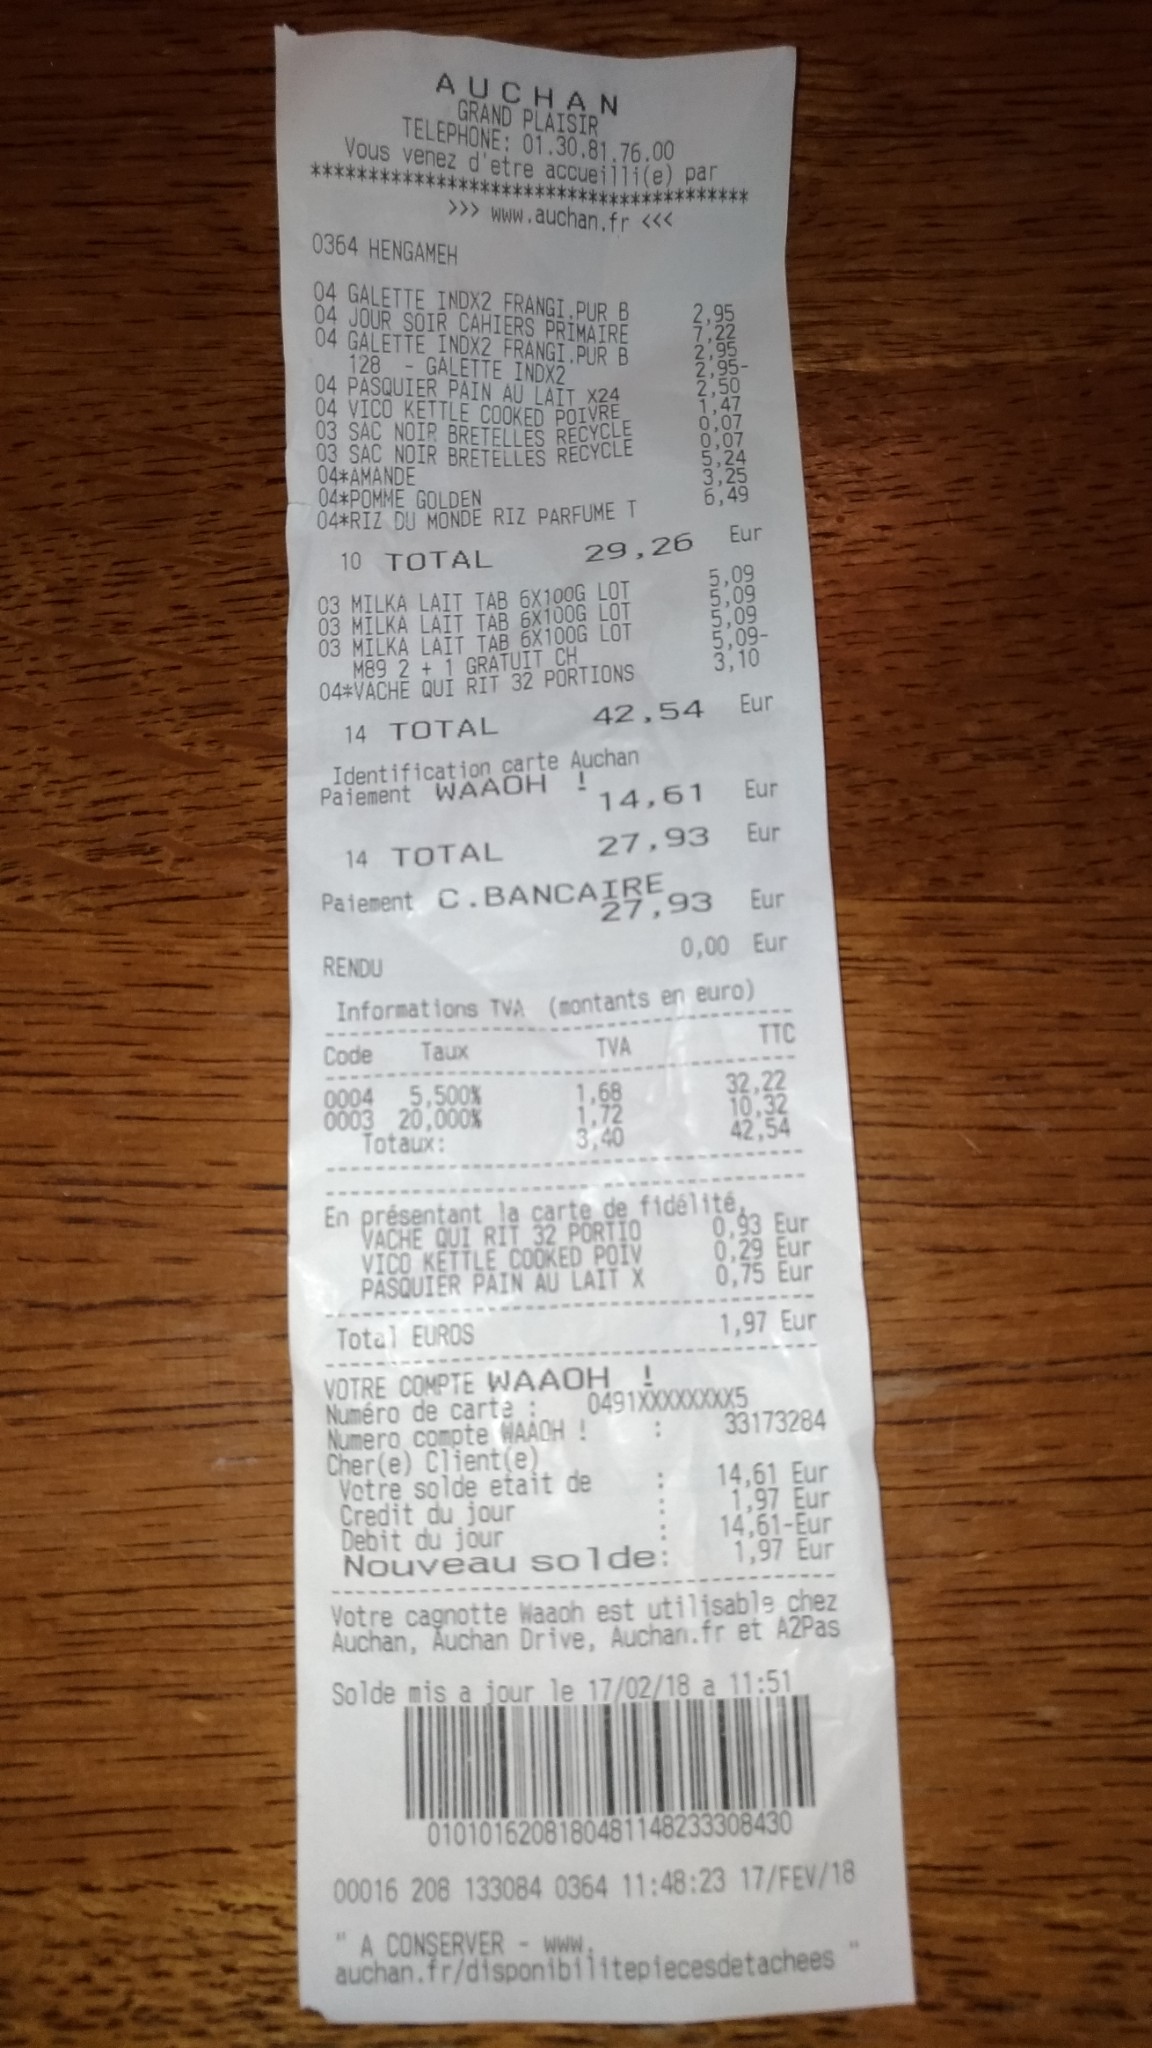 AUCHAN
GRAND PLAISIR
TELEPHONE: 01.30.81.76.00
Vous venez d'etre accueilli(e) par
****************************************
>>> www.auchan.fr <<<
0364 HENGAMEH
04 GALETTE INDX2 FRANGI.PUR B 2,95
04 JOUR SOIR CAHIERS PRIMAIRE 7,22
04 GALETTE INDX2 FRANGI.PUR B 2,95
128 - GALETTE INDX2 2,95-
04 PASQUIER PAIN AU LAIT X24 2,50
04 VICO KETTLE COOKED POIVRE 1,47
03 SAC NOIR BRETELLES RECYCLE 0,07
03 SAC NOIR BRETELLES RECYCLE 0,07
04*AMANDE 5,24
04*POMME GOLDEN 3,25
04*RIZ DU MONDE RIZ PARFUME T 6,49
10 TOTAL 29,26 Eur
03 MILKA LAIT TAB 6X100G LOT 5,09
03 MILKA LAIT TAB 6X100G LOT 5,09
03 MILKA LAIT TAB 6X100G LOT 5,09
M89 2 + 1 GRATUIT CH 5,09-
04*VACHE QUI RIT 32 PORTIONS 3,10
14 TOTAL 42,54 Eur
Identification carte Auchan
Paiement WAAOH ! 14,61 Eur
14 TOTAL 27,93 Eur
Paiement C.BANCAIRE
27,93 Eur
RENDU 0,00 Eur
Informations TVA (montants en euro)
----------------------------------------
Code Taux TVA TTC
----------------------------------------
0004 5,500% 1,68 32,22
0003 20,000% 1,72 10,32
Totaux: 3,40 42,54
----------------------------------------
----------------------------------------
En présentant la carte de fidélité,
VACHE QUI RIT 32 PORTIO 0,93 Eur
VICO KETTLE COOKED POIV 0,29 Eur
PASQUIER PAIN AU LAIT X 0,75 Eur
----------------------------------------
Total EUROS 1,97 Eur
----------------------------------------
VOTRE COMPTE WAAOH !
Numéro de carte : 0491XXXXXXXX5
Numero compte WAAOH ! : 33173284
Cher(e) Client(e)
Votre solde etait de : 14,61 Eur
Credit du jour : 1,97 Eur
Debit du jour : 14,61-Eur
Nouveau solde: 1,97 Eur
----------------------------------------
Votre cagnotte Waaoh est utilisable chez
Auchan, Auchan Drive, Auchan.fr et A2Pas
Solde mis a jour le 17/02/18 a 11:51
0101016208180481148233308430
00016 208 133084 0364 11:48:23 17/FEV/18
" A CONSERVER - www.
auchan.fr/disponibilitepiecesdetachees "